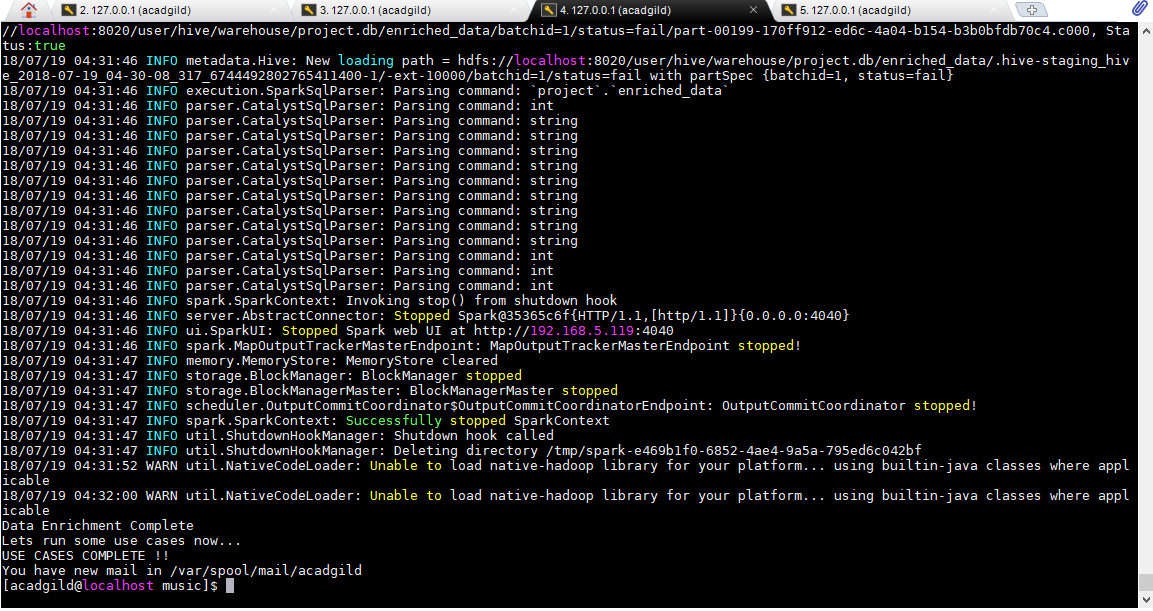 2. 127.0.0.1 (acadgild)
3. 127.0.0.1 (acadgild)
4. 127.0.0.1 (acadgild)
5. 127.0.0.1 (acadgild)
//localhost:8020/user/hive/warehouse/project.db/enriched_data/batchid=1/status=fail/part-00199-170ff912-ed6c-4a04-b154-b3b0bfdb70c4.c000, Sta
tus:true
18/07/19 04:31:46 INFO metadata.Hive: New loading path = hdfs://localhost:8020/user/hive/warehouse/project.db/enriched_data/.hive-staging_hiv
e_2018-07-19_04-30-08_317_6744492802765411400-1/-ext-10000/batchid=1/status=fail with partSpec {batchid=1, status=fail}
18/07/19 04:31:46 INFO execution.SparkSqlParser: Parsing command: `project`.`enriched_data`
18/07/19 04:31:46 INFO parser.CatalystSqlParser: Parsing command: int
18/07/19 04:31:46 INFO parser.CatalystSqlParser: Parsing command: string
18/07/19 04:31:46 INFO parser.CatalystSqlParser: Parsing command: string
18/07/19 04:31:46 INFO parser.CatalystSqlParser: Parsing command: string
18/07/19 04:31:46 INFO parser.CatalystSqlParser: Parsing command: string
18/07/19 04:31:46 INFO parser.CatalystSqlParser: Parsing command: string
18/07/19 04:31:46 INFO parser.CatalystSqlParser: Parsing command: string
18/07/19 04:31:46 INFO parser.CatalystSqlParser: Parsing command: string
18/07/19 04:31:46 INFO parser.CatalystSqlParser: Parsing command: string
18/07/19 04:31:46 INFO parser.CatalystSqlParser: Parsing command: string
18/07/19 04:31:46 INFO parser.CatalystSqlParser: Parsing command: int
18/07/19 04:31:46 INFO parser.CatalystSqlParser: Parsing command: int
18/07/19 04:31:46 INFO parser.CatalystSqlParser: Parsing command: int
18/07/19 04:31:46 INFO spark.SparkContext: Invoking stop() from shutdown hook
18/07/19 04:31:46 INFO server.AbstractConnector: Stopped Spark@35365c6f{HTTP/1.1,[http/1.1]}{0.0.0.0:4040}
18/07/19 04:31:46 INFO ui.SparkUI: Stopped Spark web UI at http://192.168.5.119:4040
18/07/19 04:31:46 INFO spark.MapOutputTrackerMasterEndpoint: MapOutputTrackerMasterEndpoint stopped!
18/07/19 04:31:47 INFO memory.MemoryStore: MemoryStore cleared
18/07/19 04:31:47 INFO storage.BlockManager: BlockManager stopped
18/07/19 04:31:47 INFO storage.BlockManagerMaster: BlockManagerMaster stopped
18/07/19 04:31:47 INFO scheduler.OutputCommitCoordinator$OutputCommitCoordinatorEndpoint: OutputCommitCoordinator stopped!
18/07/19 04:31:47 INFO spark.SparkContext: Successfully stopped SparkContext
18/07/19 04:31:47 INFO util.ShutdownHookManager: Shutdown hook called
18/07/19 04:31:47 INFO util.ShutdownHookManager: Deleting directory /tmp/spark-e469b1f0-6852-4ae4-9a5a-795ed6c042bf
18/07/19 04:31:52 WARN util.NativeCodeLoader: Unable to load native-hadoop library for your platform... using builtin-java classes where appl
icable
18/07/19 04:32:00 WARN util.NativeCodeLoader: Unable to load native-hadoop library for your platform... using builtin-java classes where appl
icable
Data Enrichment Complete
Lets run some use cases now...
USE CASES COMPLETE !!
You have new mail in /var/spool/mail/acadgild
[acadgild@localhost music]$